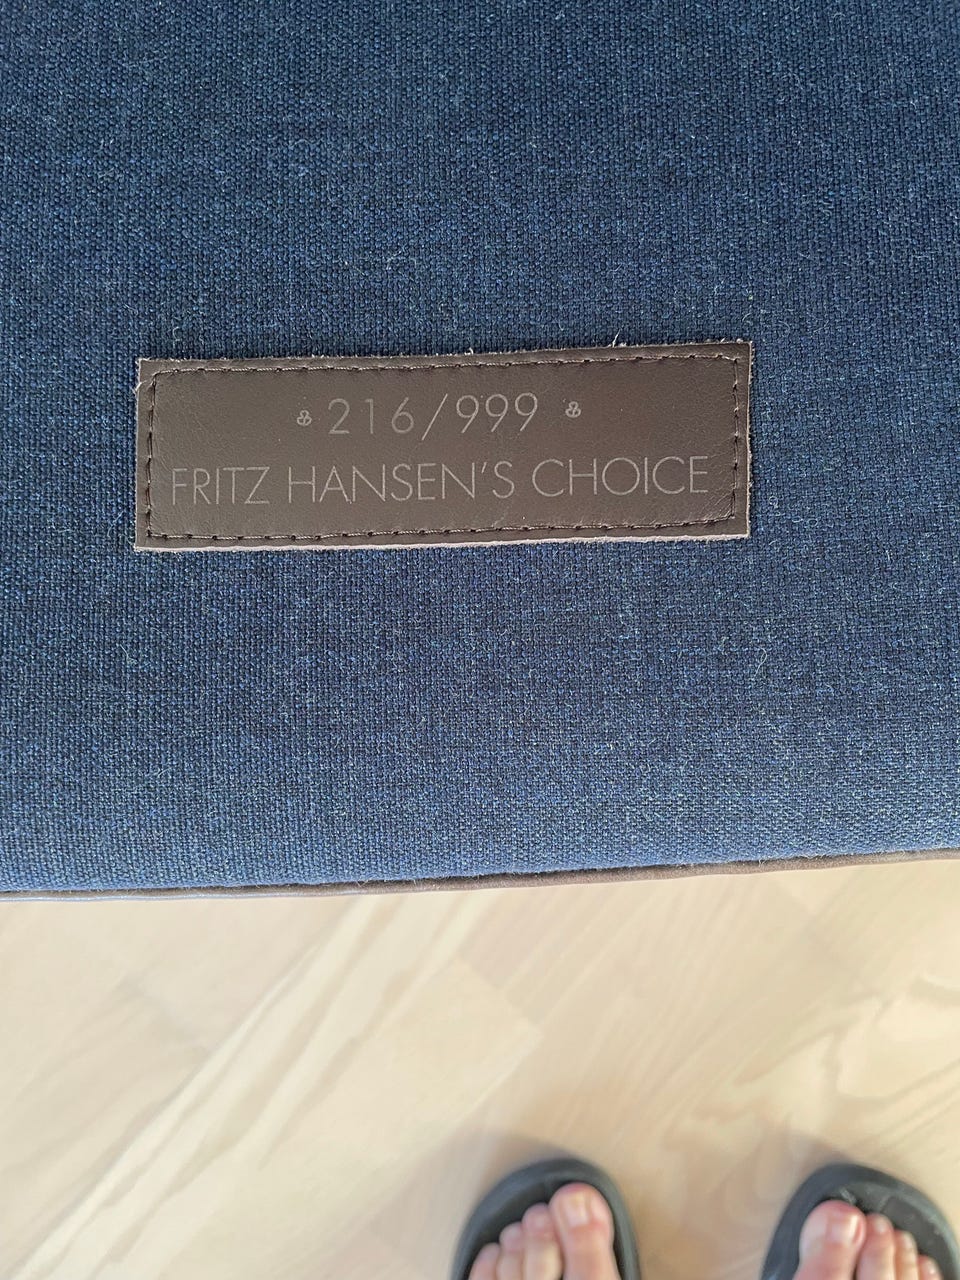 216/999
FRITZ HANSEN'S CHOICE